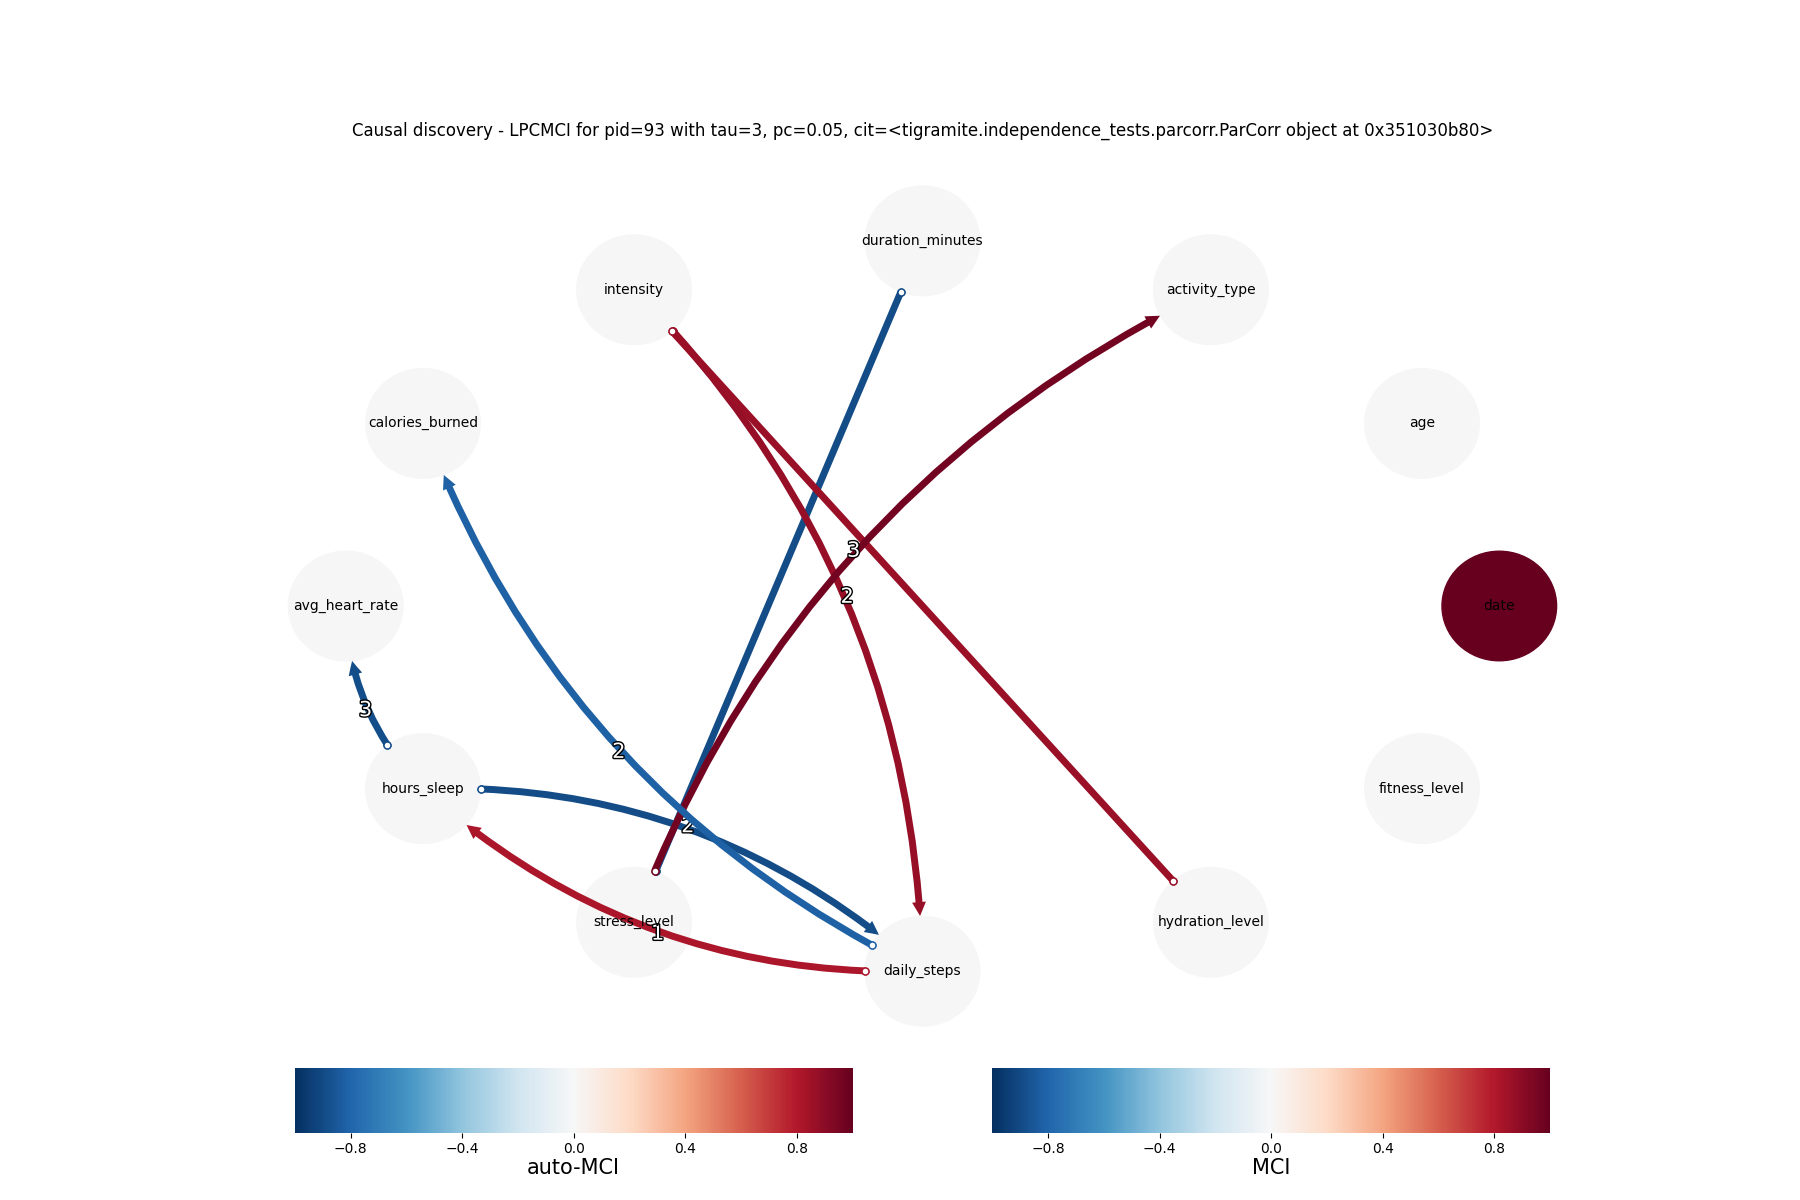 Causal discovery - LPCMCI for pid=93 with tau=3, pc=0.05, cit=<tigramite.independence_tests.parcorr.ParCorr object at 0x351030b80>
duration_minutes
intensity
activity_type
calories_burned
age
3
2
avg_heart_rate
date
3
2
hours_sleep
fitness_level
2
stress_level
1
hydration_level
daily_steps
−0.8 −0.4 0.0 0.4 0.8
auto-MCI
−0.8 −0.4 0.0 0.4 0.8
MCI